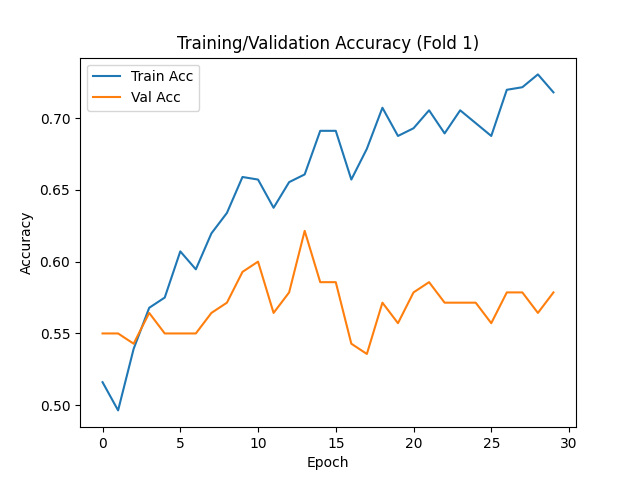 Training/Validation Accuracy (Fold 1)
Train Acc
Val Acc
Accuracy
0.70
0.65
0.60
0.55
0.50
0 5 10 15 20 25 30
Epoch